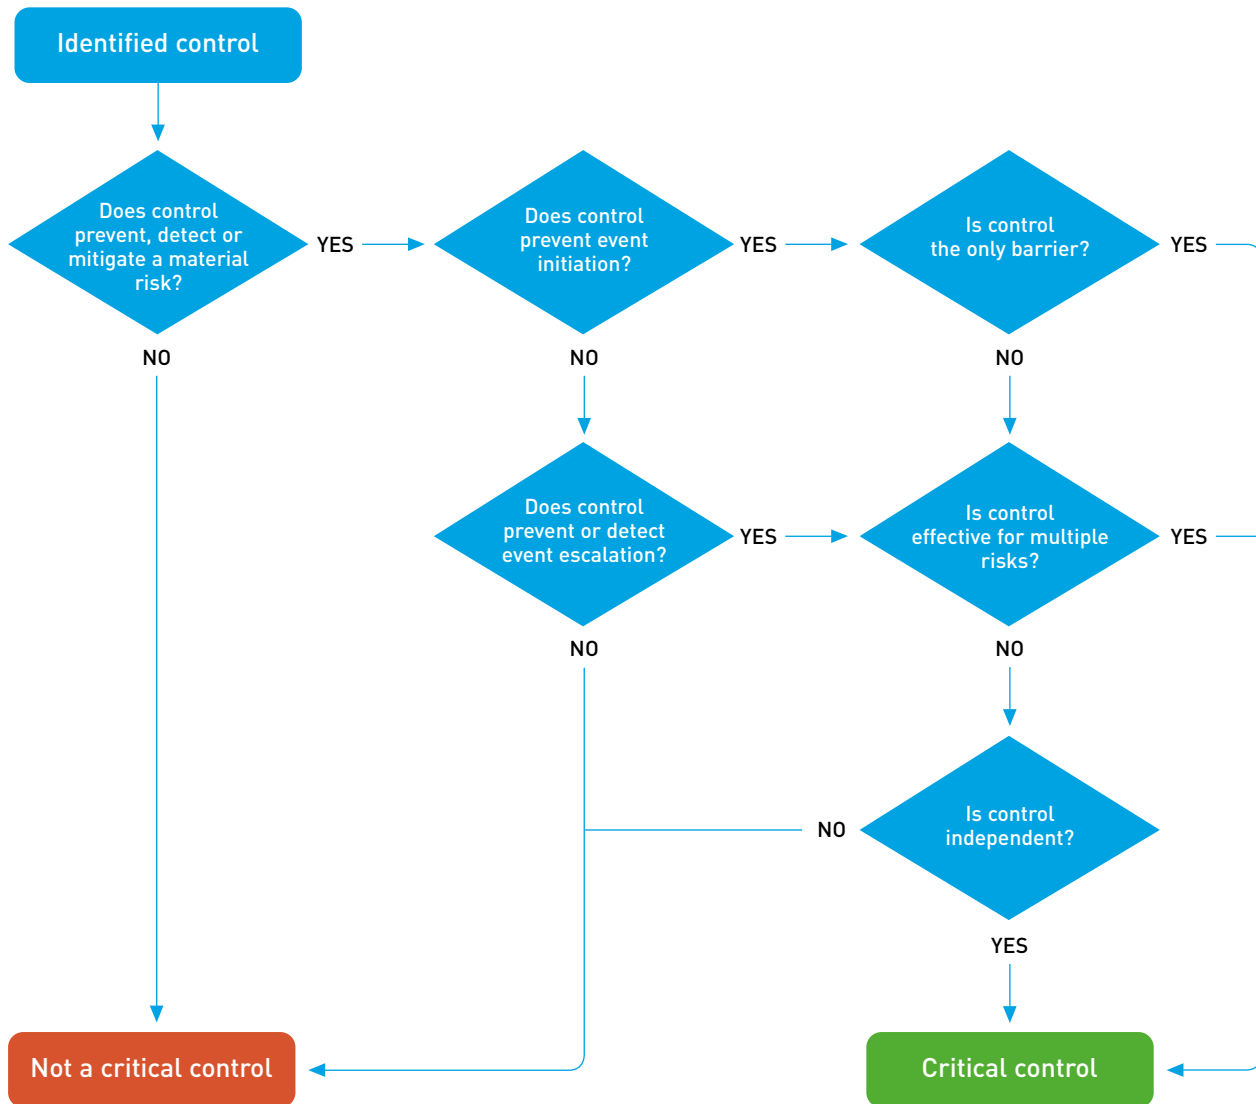 Identified control
Does control
prevent, detect or
mitigate a material
risk?
YES
Does control
prevent event
initiation?
YES
Is control
the only barrier?
YES
NO
NO
NO
Does control
prevent or detect
event escalation?
YES
Is control
effective for multiple
risks?
YES
NO
NO
NO
Is control
independent?
YES
Not a critical control
Critical control